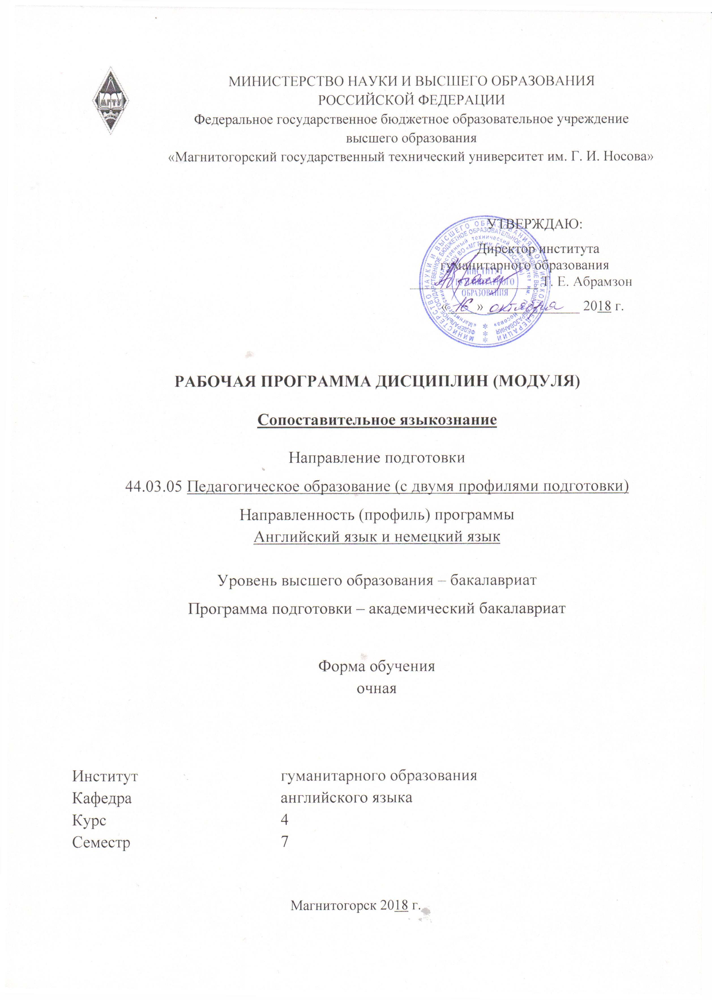 МИНИСТЕРСТВО НАУКИ И ВЫСШЕГО ОБРАЗОВАНИЯ
РОССИЙСКОЙ ФЕДЕРАЦИИ
Федеральное государственное бюджетное образовательное учреждение
высшего образования
«Магнитогорский государственный технический университет им. Г. И. Носова»
МГТУ
УТВЕРЖДАЮ:
Директор института
гуманитарного образования
Т. Е. Абрамзон
«16» октября 2018 г.
ИНСТИТУТ
ГУМАНИТАРНОГО
ОБРАЗОВАНИЯ
РАБОЧАЯ ПРОГРАММА ДИСЦИПЛИН (МОДУЛЯ)
Сопоставительное языкознание
Направление подготовки
44.03.05 Педагогическое образование (с двумя профилями подготовки)
Направленность (профиль) программы
Английский язык и немецкий язык
Уровень высшего образования – бакалавриат
Программа подготовки – академический бакалавриат
Форма обучения
очная
Институт гуманитарного образования
Кафедра английского языка
Курс 4
Семестр 7
Магнитогорск 2018 г.